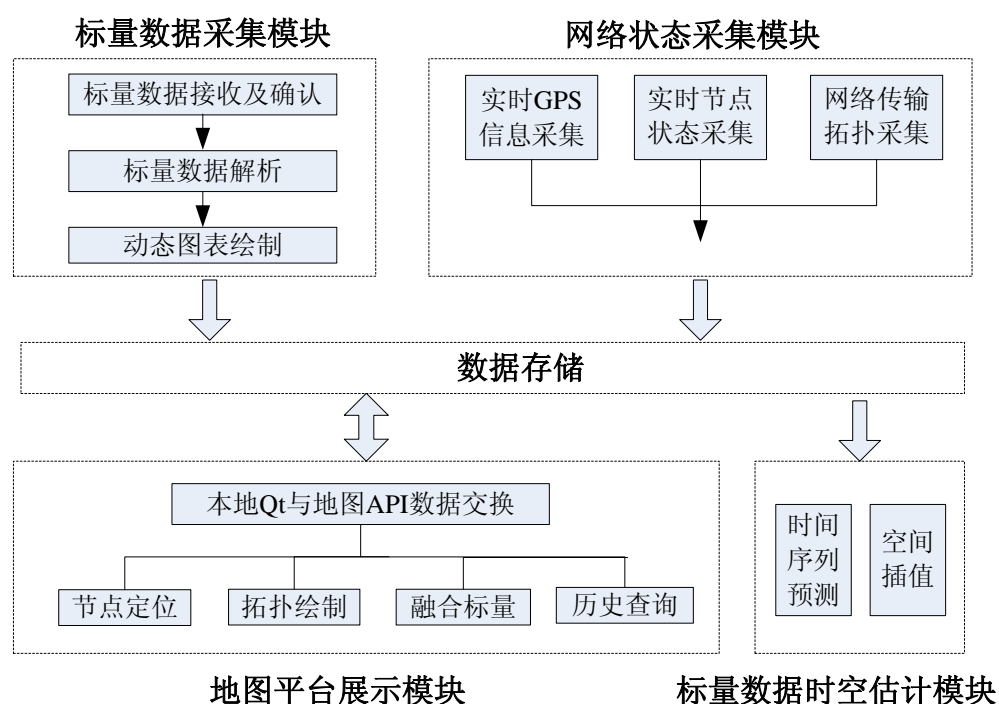 标量数据采集模块
网络状态采集模块
标量数据接收及确认
标量数据解析
动态图表绘制
实时GPS
信息采集
实时节点
状态采集
网络传输
拓扑采集
数据存储
本地Qt与地图API数据交换
节点定位
拓扑绘制
融合标量
历史查询
时间
序列
预测
空间
插值
地图平台展示模块
标量数据时空估计模块